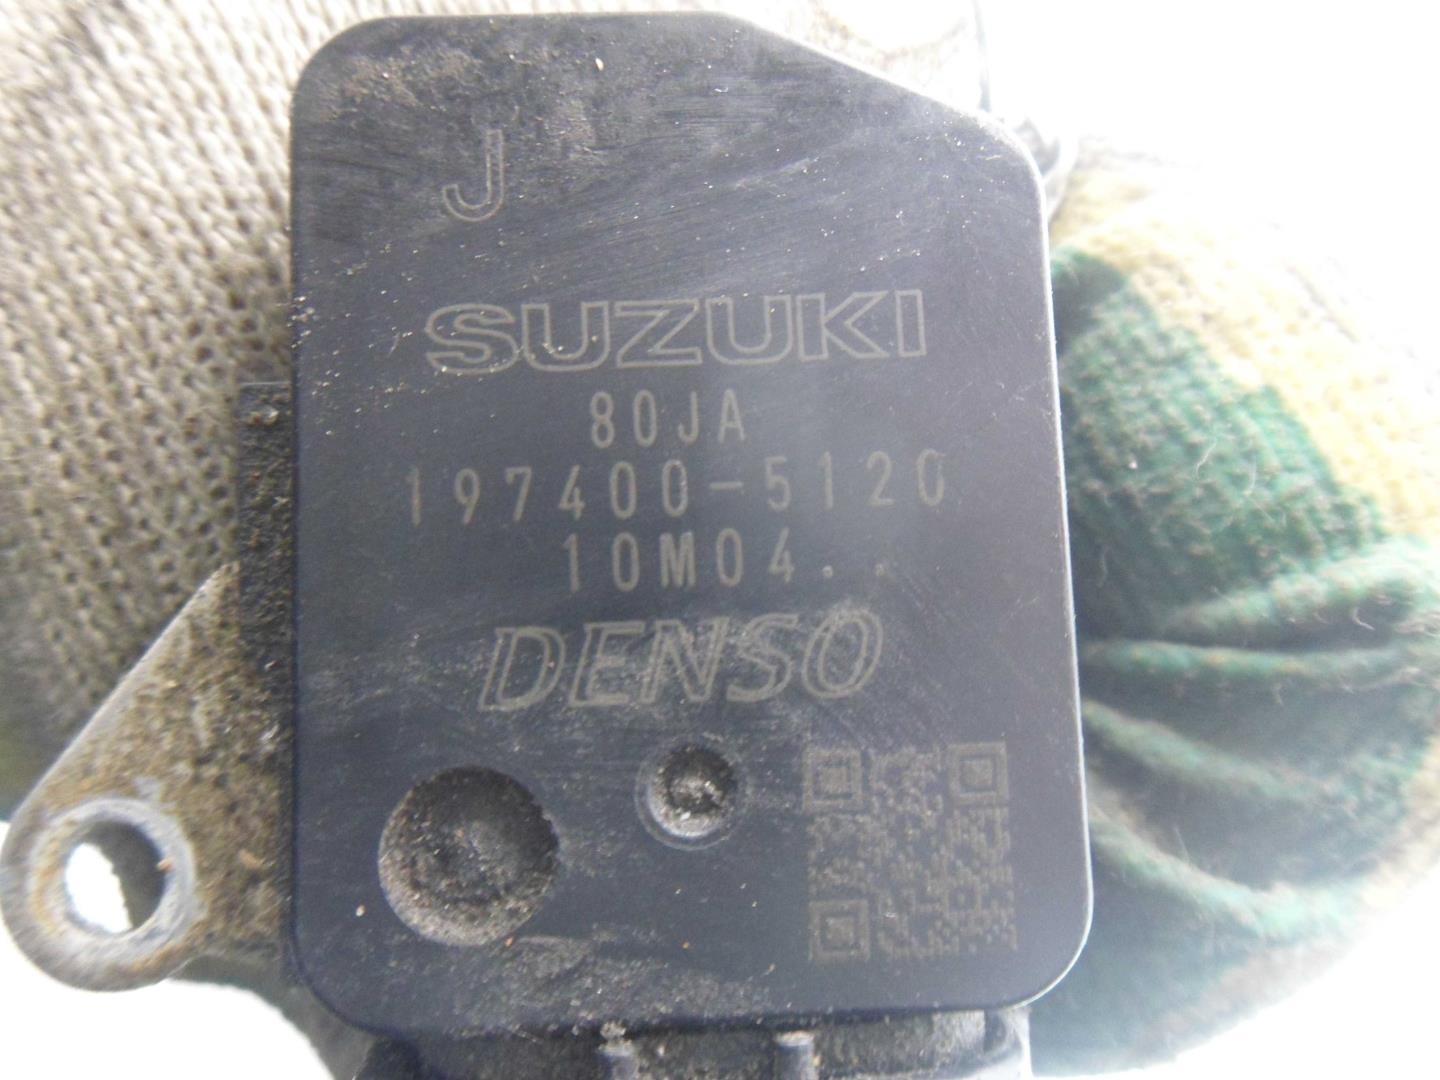 J
SUZUKI
80JA
197400-5120
10M04..
DENSO